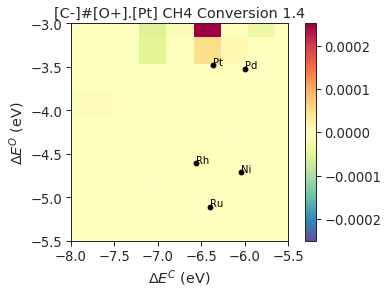 [C-]#[O+].[Pt] CH4 Conversion 1.4
−3.0
−3.5
−4.0
−4.5
−5.0
−5.5
ΔE^O (eV)
Pt
Pd
Rh
Ni
Ru
−8.0 −7.5 −7.0 −6.5 −6.0 −5.5
ΔE^C (eV)
0.0002
0.0001
0.0000
−0.0001
−0.0002